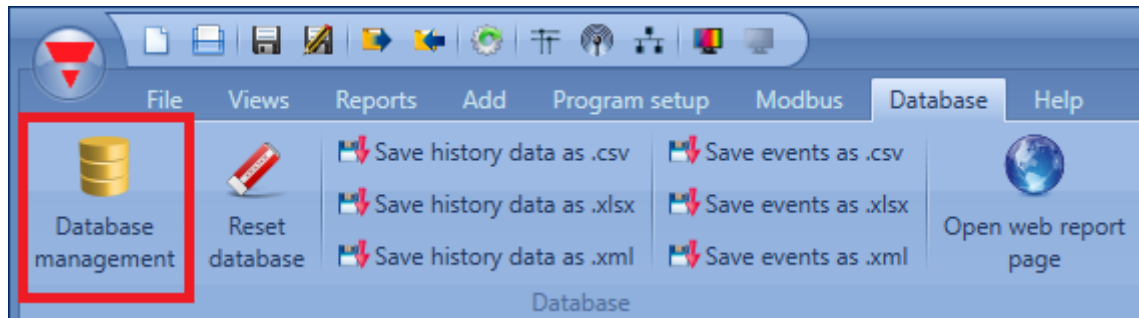 File Views Reports Add Program setup Modbus Database Help
Database
management
Reset
database
Save history data as .csv
Save history data as .xlsx
Save history data as .xml
Save events as .csv
Save events as .xlsx
Save events as .xml
Open web report
page
Database